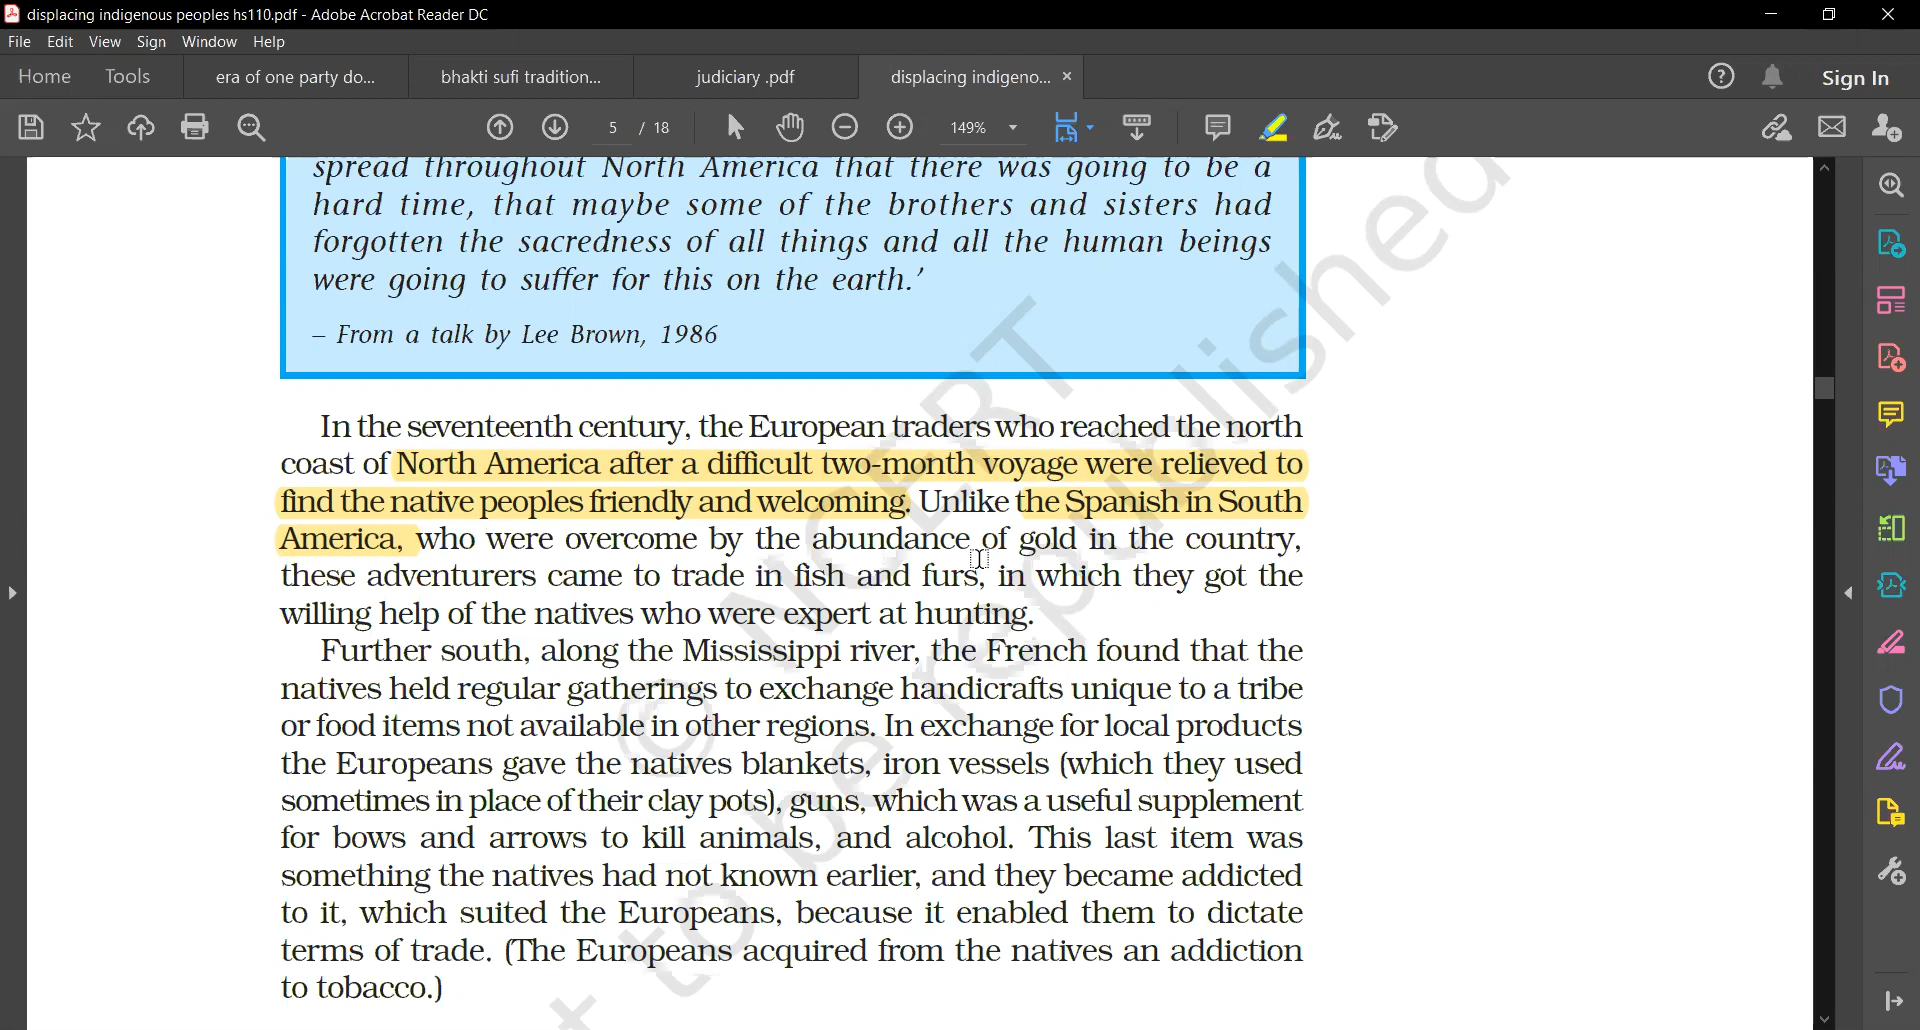 displacing indigenous peoples hs110.pdf - Adobe Acrobat Reader DC
File Edit View Sign Window Help
Home Tools era of one party do... bhakti sufi tradition... judiciary .pdf displacing indigeno... × Sign In
5 / 18 149%
spread throughout North America that there was going to be a
hard time, that maybe some of the brothers and sisters had
forgotten the sacredness of all things and all the human beings
were going to suffer for this on the earth.’
– From a talk by Lee Brown, 1986
In the seventeenth century, the European traders who reached the north
coast of North America after a difficult two-month voyage were relieved to
find the native peoples friendly and welcoming. Unlike the Spanish in South
America, who were overcome by the abundance of gold in the country,
these adventurers came to trade in fish and furs, in which they got the
willing help of the natives who were expert at hunting.
Further south, along the Mississippi river, the French found that the
natives held regular gatherings to exchange handicrafts unique to a tribe
or food items not available in other regions. In exchange for local products
the Europeans gave the natives blankets, iron vessels (which they used
sometimes in place of their clay pots), guns, which was a useful supplement
for bows and arrows to kill animals, and alcohol. This last item was
something the natives had not known earlier, and they became addicted
to it, which suited the Europeans, because it enabled them to dictate
terms of trade. (The Europeans acquired from the natives an addiction
to tobacco.)
© NCERT
to be republished